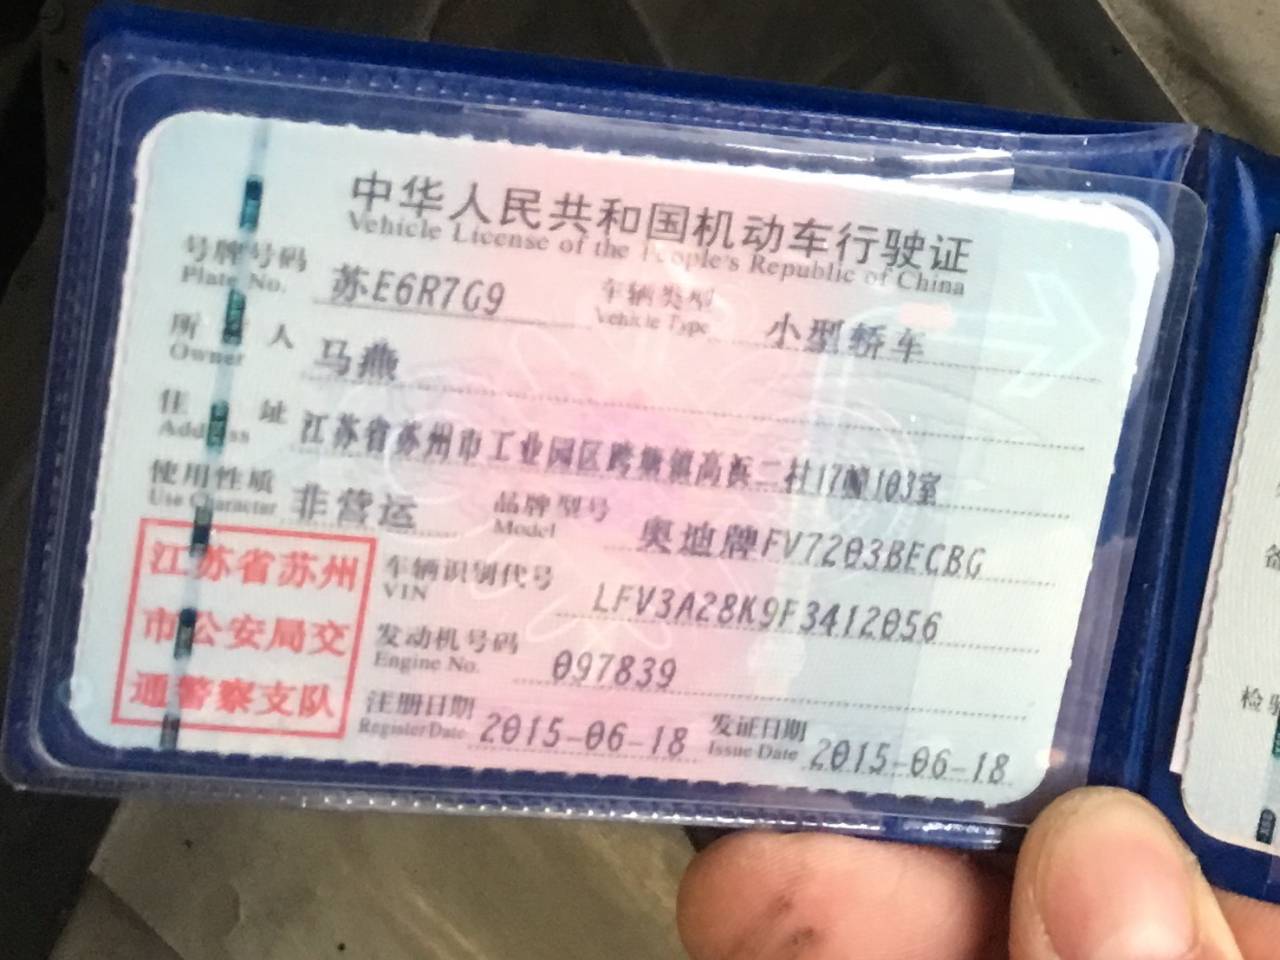 中华人民共和国机动车行驶证
Vehicle License of the People's Republic of China
号牌号码 苏E6R7G9 车辆类型 小型轿车
Plate No. Vehicle Type
所有人 马燕
Owner
住址 江苏省苏州市工业园区跨塘镇高浜二社17幢103室
Address
使用性质 非营运 品牌型号 奥迪牌FV7203BECBG
Use Character Model
江苏省苏州
市公安局交
通警察支队
车辆识别代号 LFV3A28K9F3412056
VIN
发动机号码 097839
Engine No.
注册日期 2015-06-18 发证日期 2015-06-18
Register Date Issue Date
检验